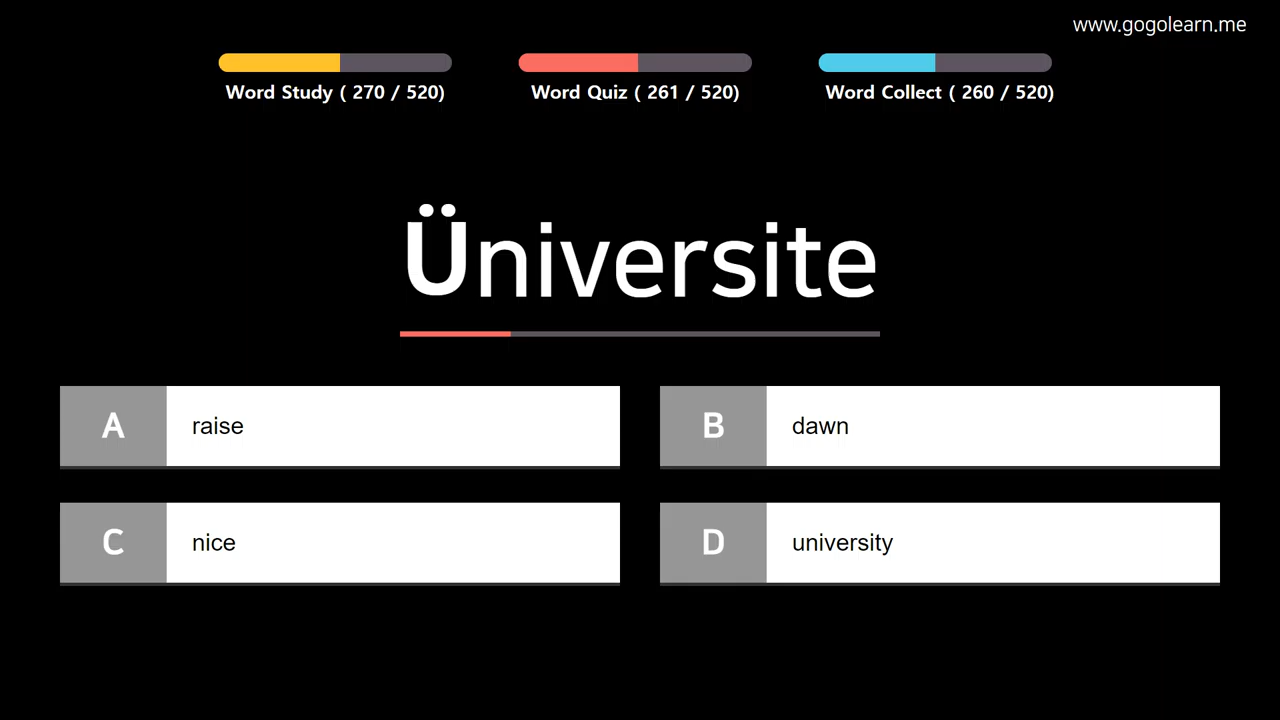 www.gogolearn.me
Word Study ( 270 / 520)
Word Quiz ( 261 / 520)
Word Collect ( 260 / 520)
Üniversite
A raise
B dawn
C nice
D university